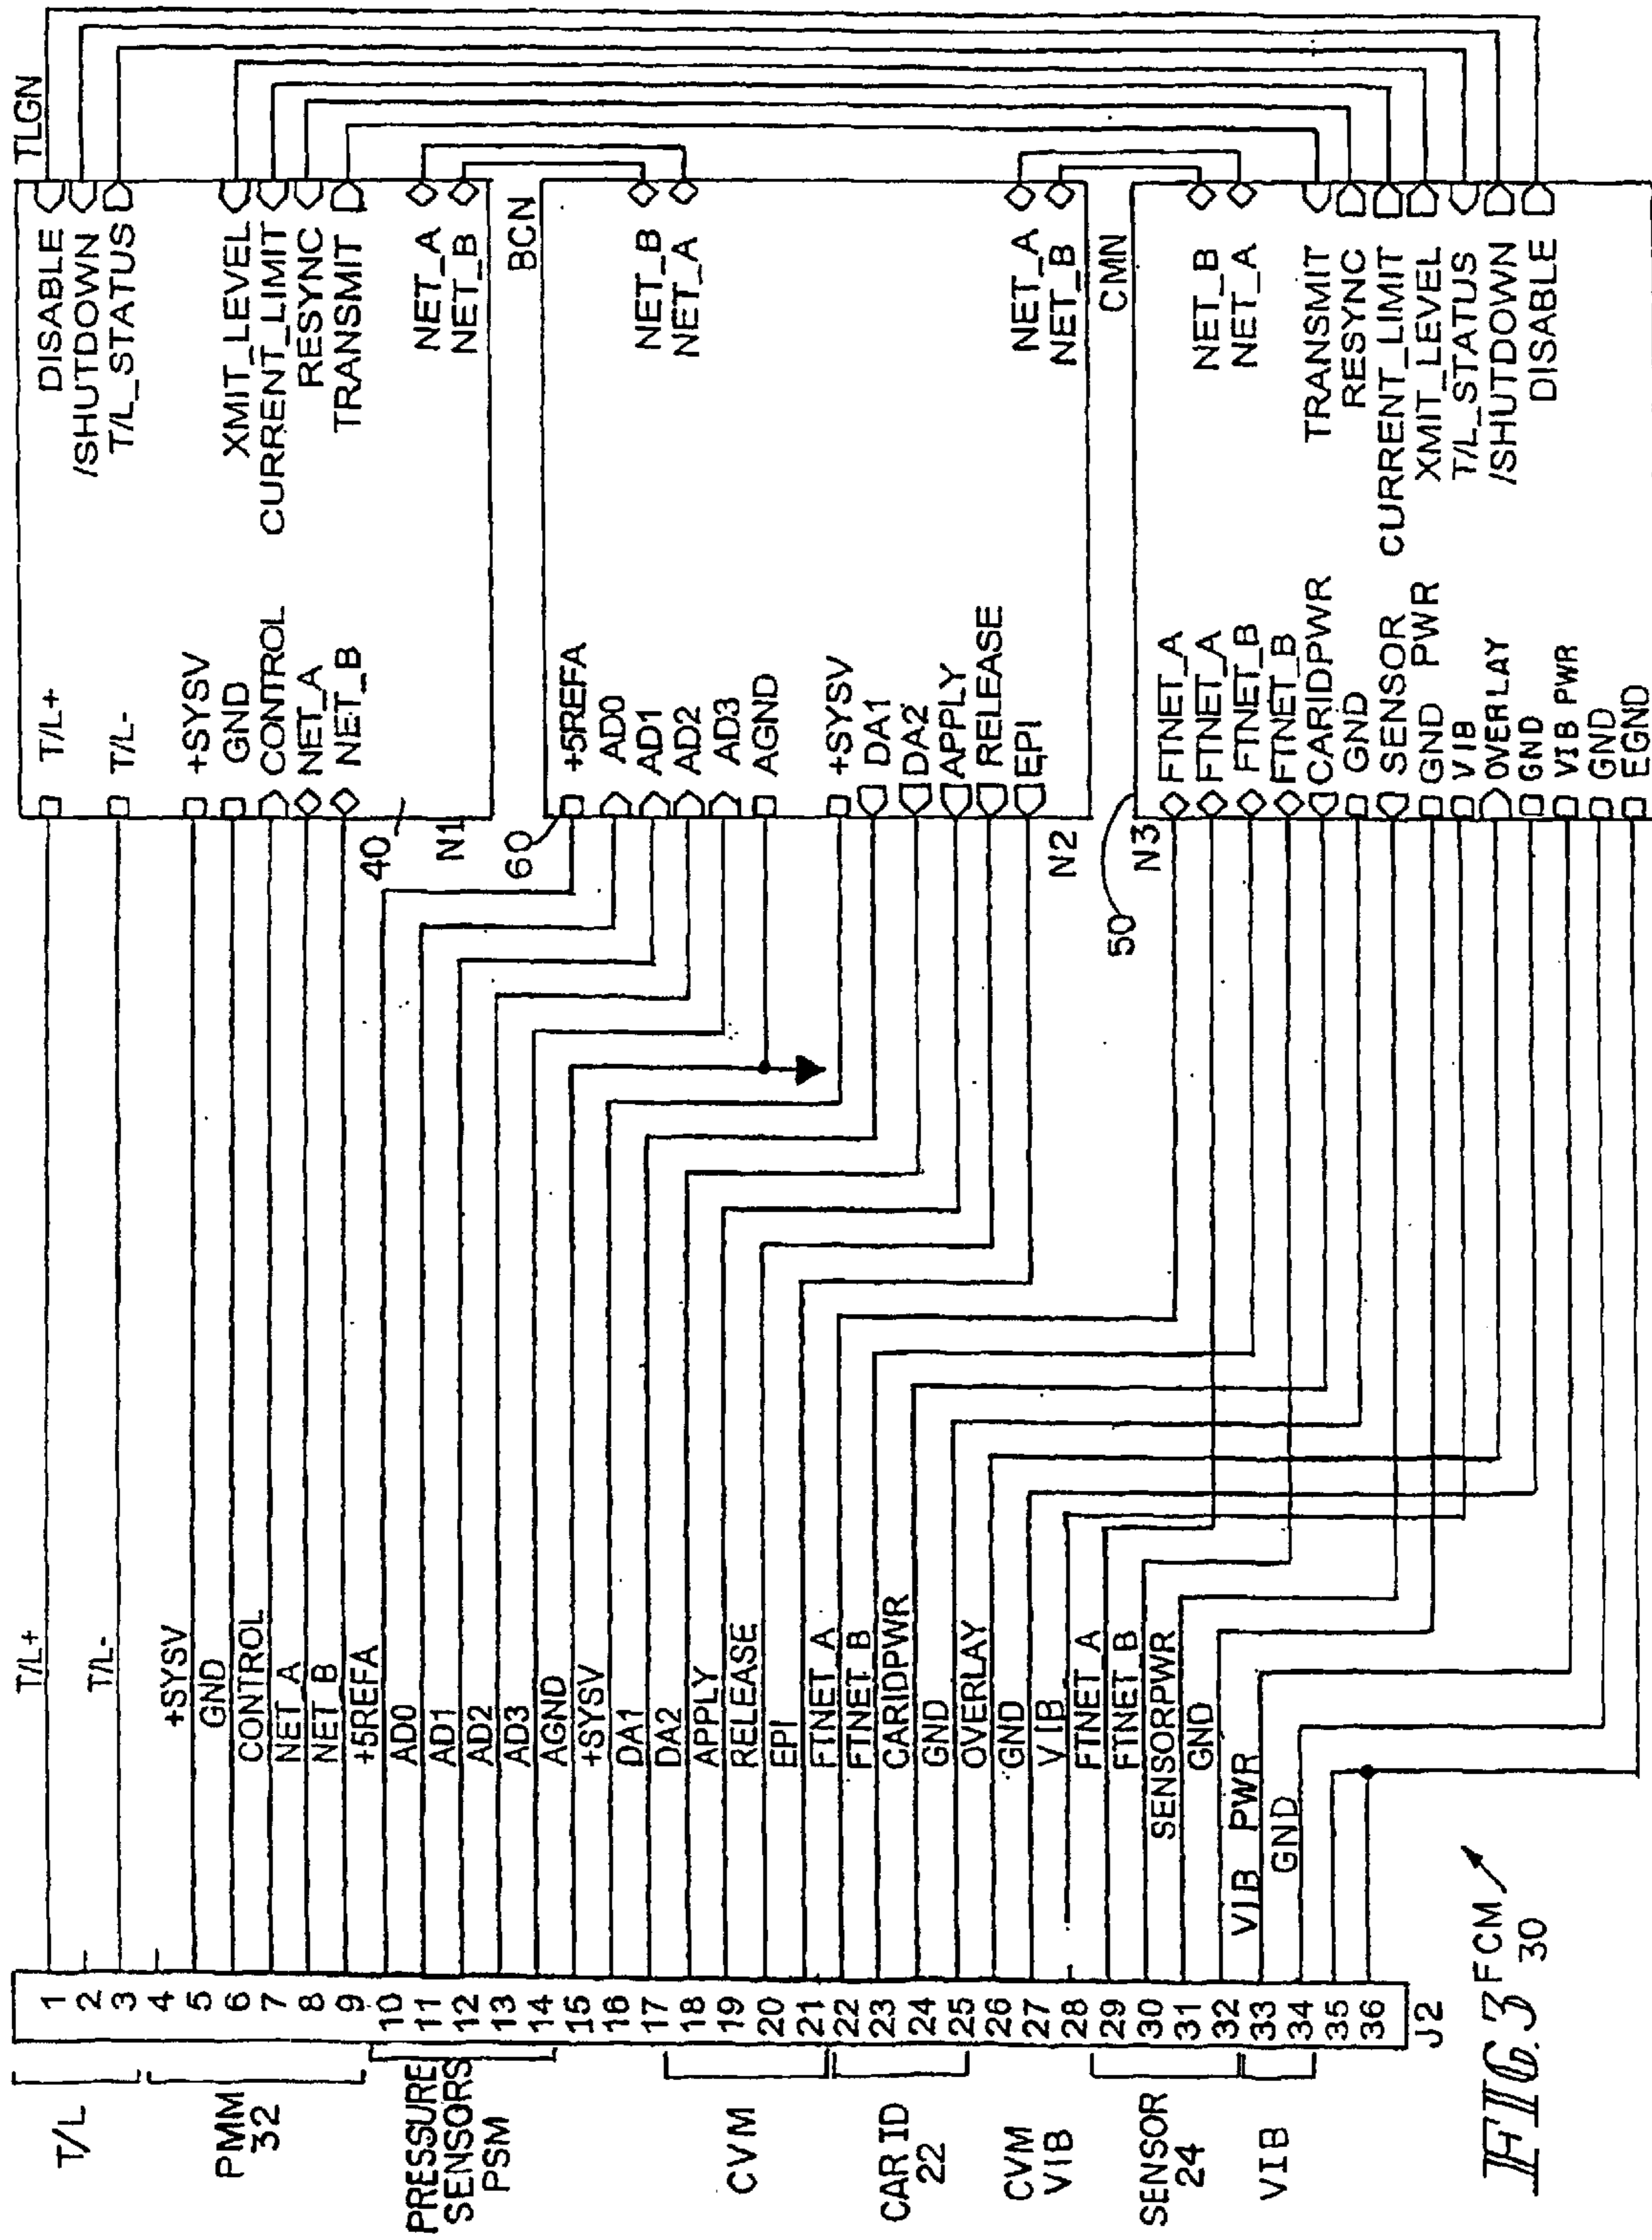 TLGN
T/L+
T/L-
+SYSV
GND
CONTROL
NET_A
NET_B
DISABLE
/SHUTDOWN
T/L_STATUS
XMIT_LEVEL
CURRENT_LIMIT
RESYNC
TRANSMIT
NET_A
NET_B
40
N1
BCN
60
+5REFA
AD0
AD1
AD2
AD3
AGND
+SYSV
DA1
DA2
APPLY
RELEASE
EPI
NET_B
NET_A
NET_A
NET_B
N2
CMN
50
N3
FTNET_A
FTNET_A
FTNET_B
FTNET_B
CARIDPWR
GND
SENSOR
GND PWR
VIB
OVERLAY
GND
VIB PWR
GND
EGND
NET_B
NET_A
TRANSMIT
RESYNC
CURRENT_LIMIT
XMIT_LEVEL
T/L_STATUS
/SHUTDOWN
DISABLE
T/L+
T/L-
+SYSV
GND
CONTROL
NET A
NET B
+5REFA
AD0
AD1
AD2
AD3
AGND
+SYSV
DA1
DA2
APPLY
RELEASE
EPI
FTNET A
FTNET B
CARIDPWR
GND
OVERLAY
GND
VIB
FTNET A
FTNET B
SENSORPWR
GND
VIB PWR
GND
1
2
3
4
5
6
7
8
9
10
11
12
13
14
15
16
17
18
19
20
21
22
23
24
25
26
27
28
29
30
31
32
33
34
35
36
J2
T/L
PMM
32
PRESSURE
SENSORS
PSM
CVM
CAR ID
22
CVM
VIB
SENSOR
24
VIB
FIG. 3
FCM
30